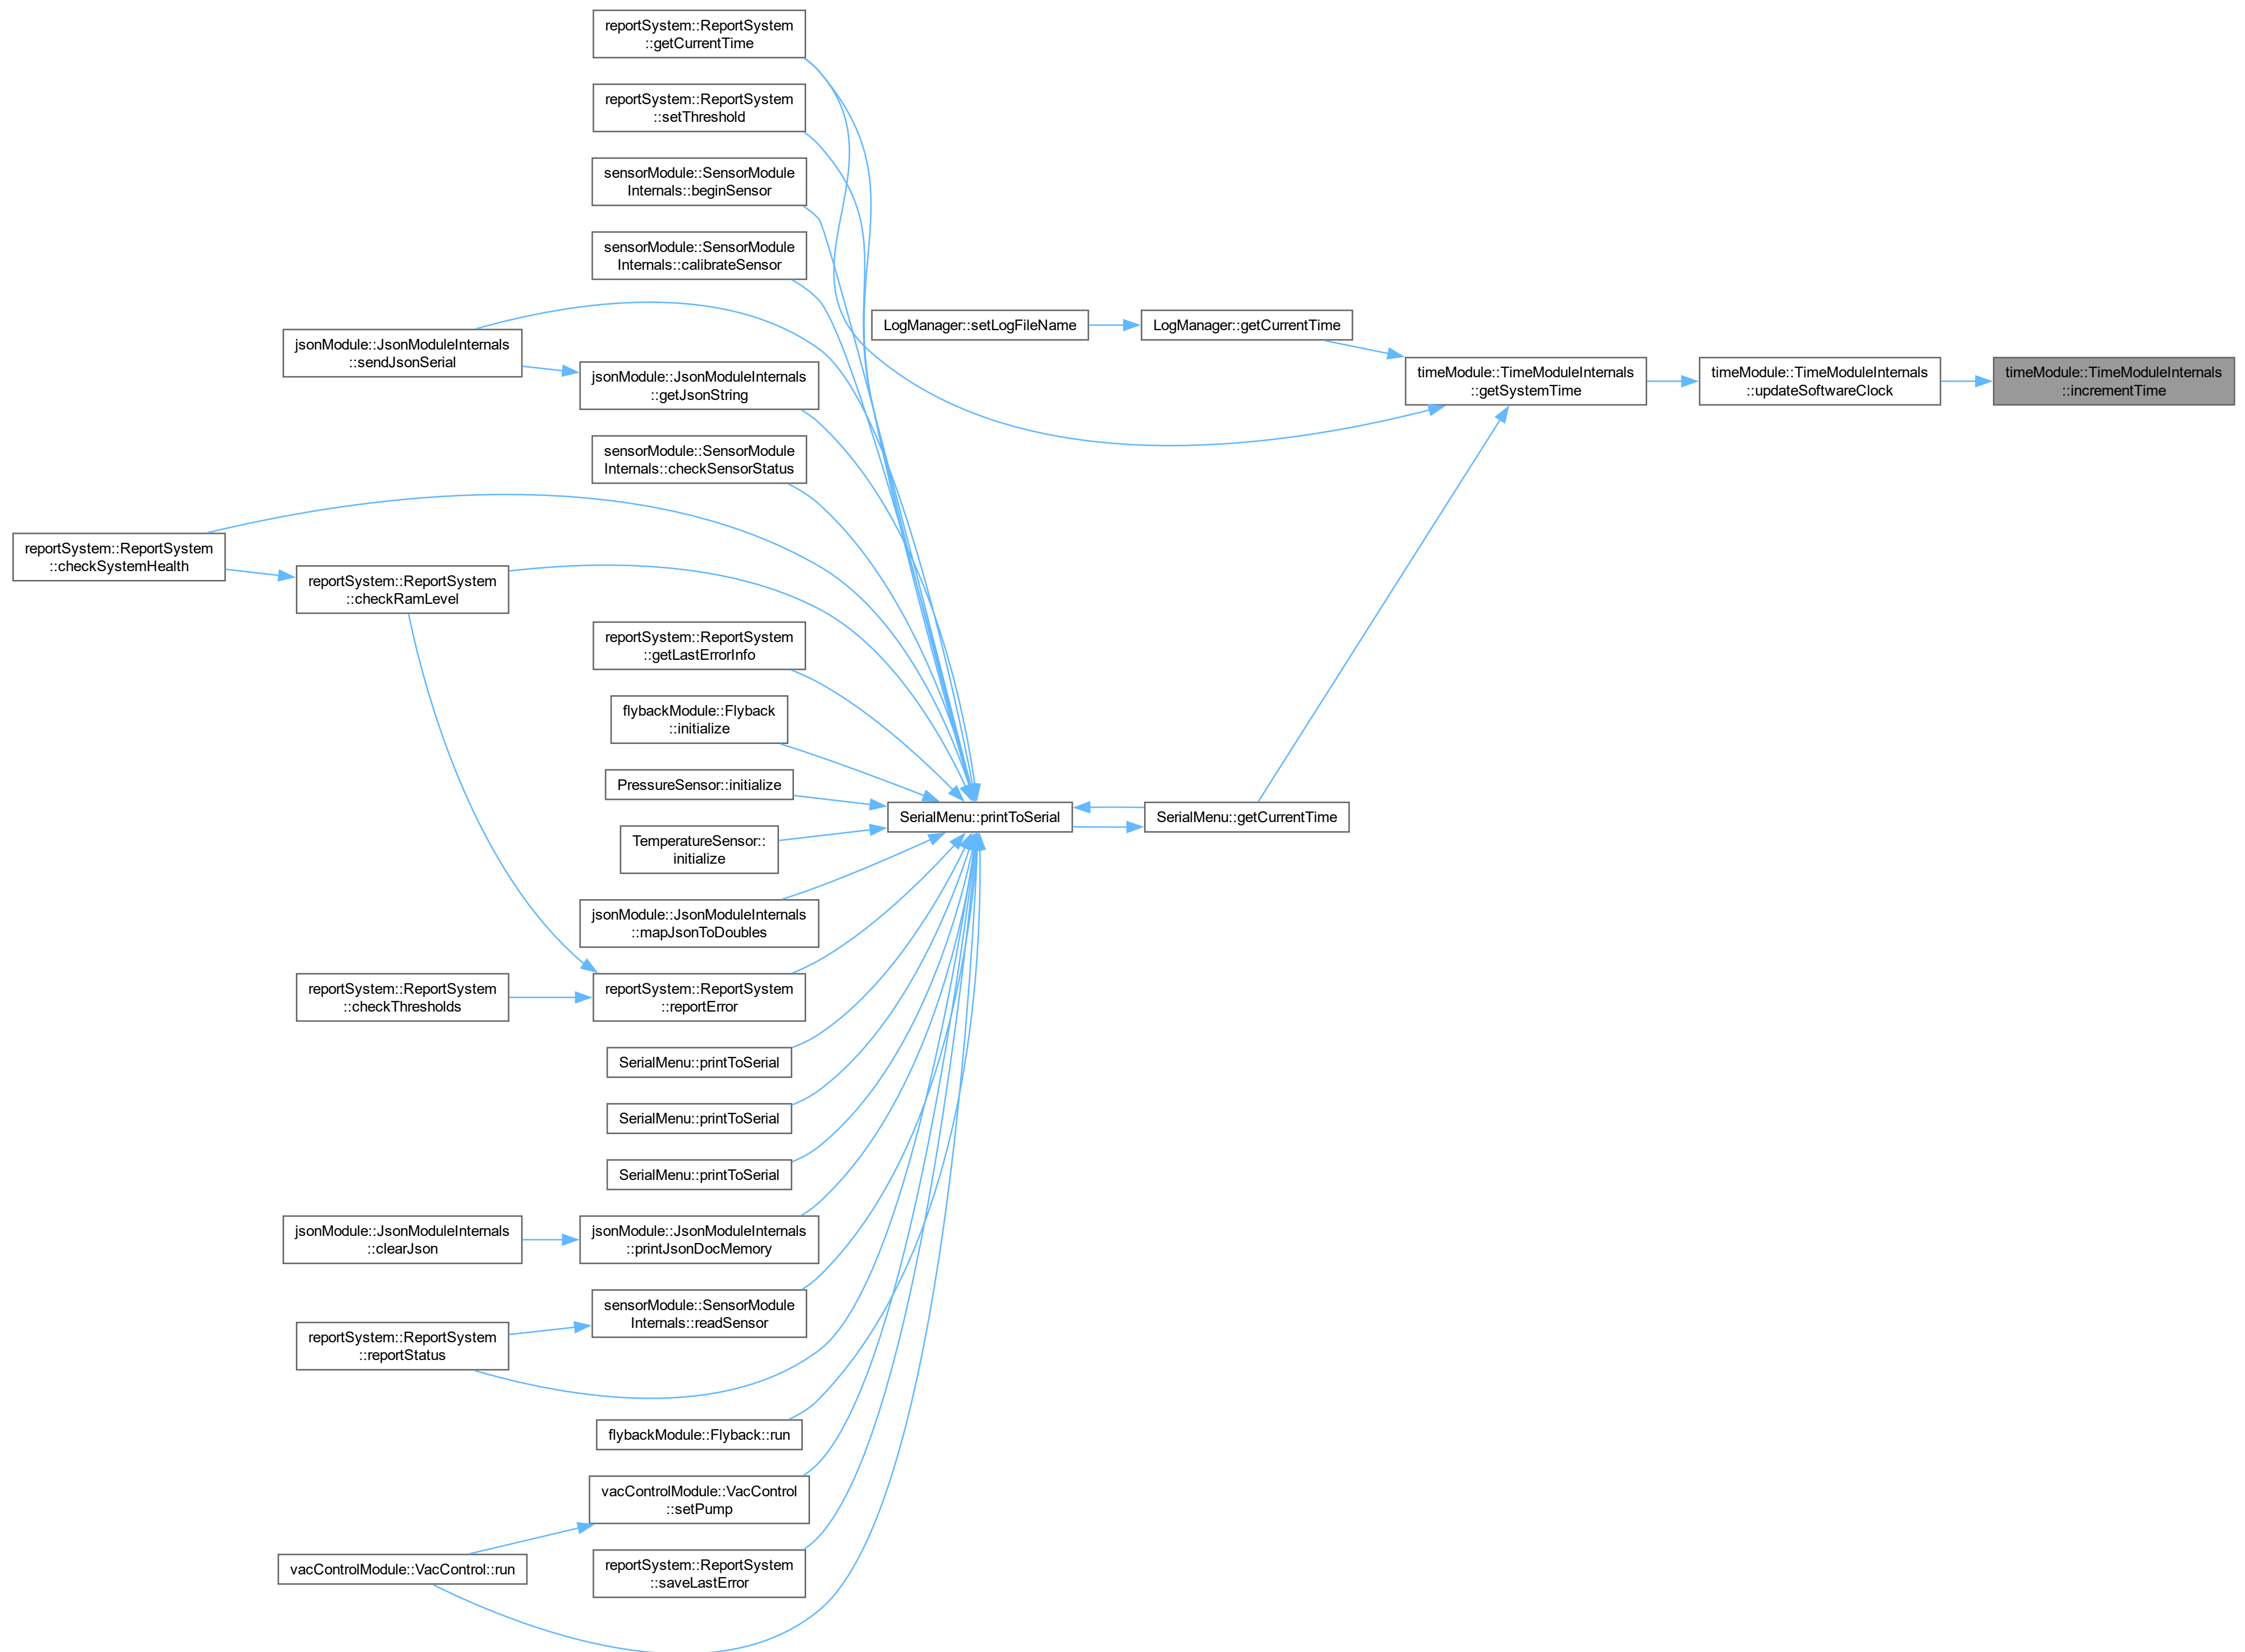 reportSystem::ReportSystem
::getCurrentTime
reportSystem::ReportSystem
::setThreshold
sensorModule::SensorModule
Internals::beginSensor
sensorModule::SensorModule
Internals::calibrateSensor
LogManager::setLogFileName
LogManager::getCurrentTime
jsonModule::JsonModuleInternals
::sendJsonSerial
jsonModule::JsonModuleInternals
::getJsonString
timeModule::TimeModuleInternals
::getSystemTime
timeModule::TimeModuleInternals
::updateSoftwareClock
timeModule::TimeModuleInternals
::incrementTime
sensorModule::SensorModule
Internals::checkSensorStatus
reportSystem::ReportSystem
::checkSystemHealth
reportSystem::ReportSystem
::checkRamLevel
reportSystem::ReportSystem
::getLastErrorInfo
flybackModule::Flyback
::initialize
PressureSensor::initialize
SerialMenu::printToSerial
SerialMenu::getCurrentTime
TemperatureSensor::
initialize
jsonModule::JsonModuleInternals
::mapJsonToDoubles
reportSystem::ReportSystem
::checkThresholds
reportSystem::ReportSystem
::reportError
SerialMenu::printToSerial
SerialMenu::printToSerial
SerialMenu::printToSerial
jsonModule::JsonModuleInternals
::clearJson
jsonModule::JsonModuleInternals
::printJsonDocMemory
sensorModule::SensorModule
Internals::readSensor
reportSystem::ReportSystem
::reportStatus
flybackModule::Flyback::run
vacControlModule::VacControl
::setPump
vacControlModule::VacControl::run
reportSystem::ReportSystem
::saveLastError